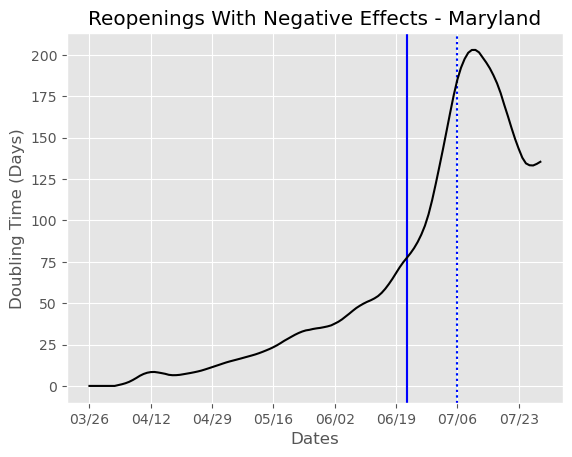 Reopenings With Negative Effects - Maryland
200
175
150
125
100
75
50
25
0
Doubling Time (Days)
03/26 04/12 04/29 05/16 06/02 06/19 07/06 07/23
Dates